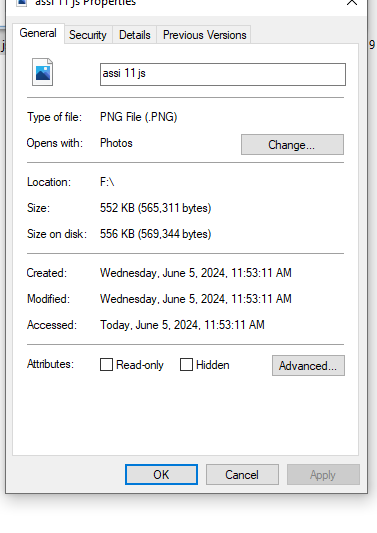 assi 11 js Properties
General Security Details Previous Versions
assi 11 js
Type of file: PNG File (.PNG)
Opens with: Photos Change...
Location: F:\
Size: 552 KB (565,311 bytes)
Size on disk: 556 KB (569,344 bytes)
Created: Wednesday, June 5, 2024, 11:53:11 AM
Modified: Wednesday, June 5, 2024, 11:53:11 AM
Accessed: Today, June 5, 2024, 11:53:11 AM
Attributes: Read-only Hidden Advanced...
OK Cancel Apply